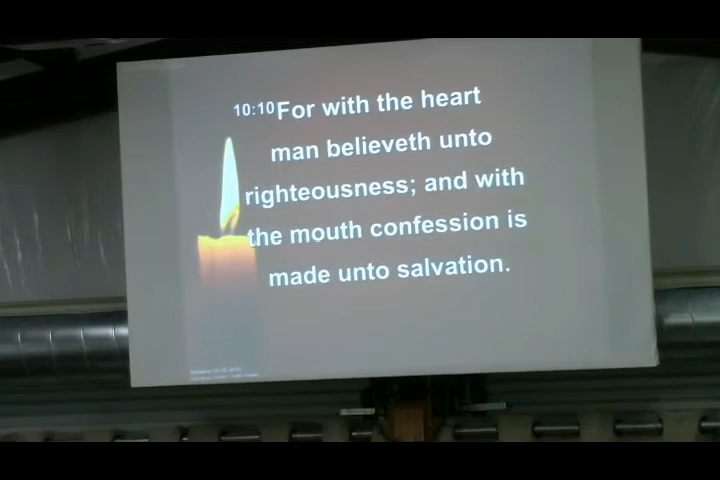 10:10For with the heart
man believeth unto
righteousness; and with
the mouth confession is
made unto salvation.